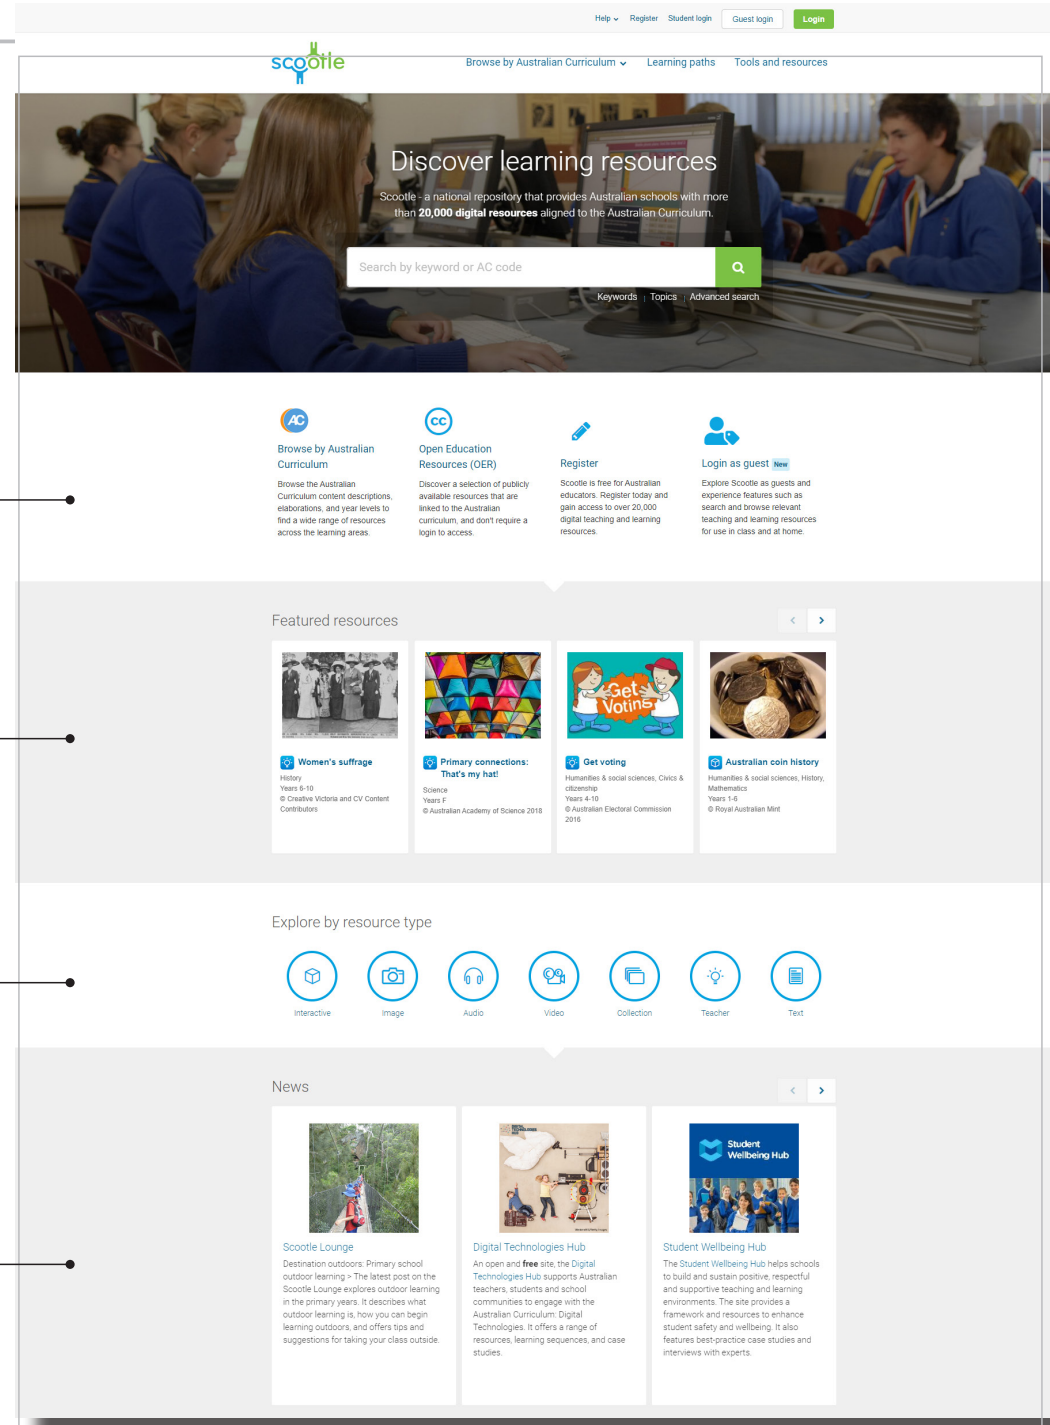 Help Register Student login Guest login Login
scootle
Browse by Australian Curriculum Learning paths Tools and resources
Discover learning resources
Scootle - a national repository that provides Australian schools with more
than 20,000 digital resources aligned to the Australian Curriculum.
Search by keyword or AC code
Keywords | Topics | Advanced search
AC
Browse by Australian
Curriculum
Browse the Australian
Curriculum content descriptions,
elaborations, and year levels to
find a wide range of resources
across the learning areas.
cc
Open Education
Resources (OER)
Discover a selection of publicly
available resources that are
linked to the Australian
curriculum, and don't require a
login to access.
Register
Scootle is free for Australian
educators. Register today and
gain access to over 20,000
digital teaching and learning
resources.
Login as guest New
Explore Scootle as guests and
experience features such as
search and browse relevant
teaching and learning resources
for use in class and at home.
Featured resources
Women's suffrage
History
Years 6-10
© Creative Victoria and CV Content
Contributors
Primary connections:
That's my hat!
Science
Years F
© Australian Academy of Science 2018
Get
Voting
Get voting
Humanities & social sciences, Civics &
citizenship
Years 4-10
© Australian Electoral Commission
2016
Australian coin history
Humanities & social sciences, History,
Mathematics
Years 1-6
© Royal Australian Mint
Explore by resource type
Interactive
Image
Audio
Video
Collection
Teacher
Text
News
Scootle Lounge
Destination outdoors: Primary school
outdoor learning > The latest post on the
Scootle Lounge explores outdoor learning
in the primary years. It describes what
outdoor learning is, how you can begin
learning outdoors, and offers tips and
suggestions for taking your class outside.
DIGITAL
TECHNOLOGIES
HUB
Digital Technologies Hub
An open and free site, the Digital
Technologies Hub supports Australian
teachers, students and school
communities to engage with the
Australian Curriculum: Digital
Technologies. It offers a range of
resources, learning sequences, and case
studies.
Student
Wellbeing Hub
Student Wellbeing Hub
The Student Wellbeing Hub helps schools
to build and sustain positive, respectful
and supportive teaching and learning
environments. The site provides a
framework and resources to enhance
student safety and wellbeing. It also
features best-practice case studies and
interviews with experts.